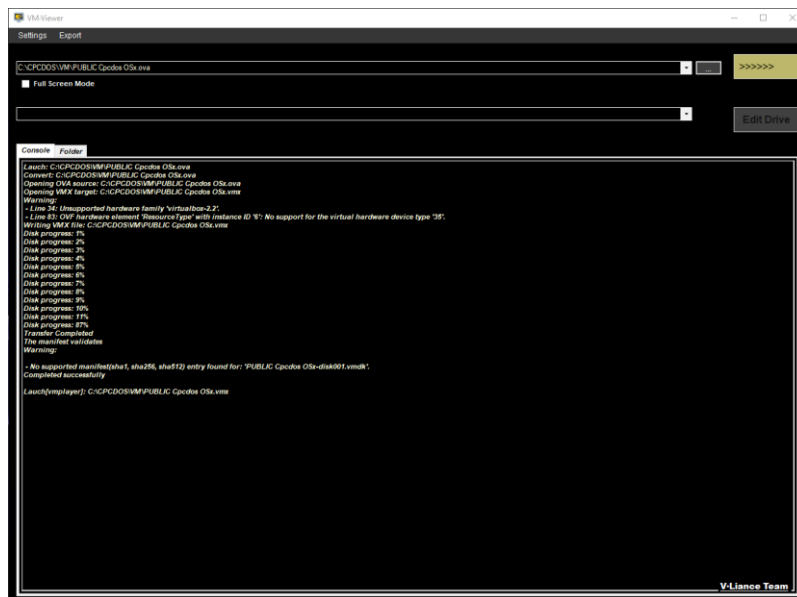 VM-Viewer
Settings Export
C:\CPCDOS\VM\PUBLIC Cpcdos OSx.ova
...
>>>>>>
Full Screen Mode
Edit Drive
Console Folder
Lauch: C:\CPCDOS\VM\PUBLIC Cpcdos OSx.ova
Convert: C:\CPCDOS\VM\PUBLIC Cpcdos OSx.ova
Opening OVA source: C:\CPCDOS\VM\PUBLIC Cpcdos OSx.ova
Opening VMX target: C:\CPCDOS\VM\PUBLIC Cpcdos OSx.vmx
Warning:
- Line 34: Unsupported hardware family 'virtualbox-2.2'.
- Line 83: OVF hardware element 'ResourceType' with instance ID '6': No support for the virtual hardware device type '35'.
Writing VMX file: C:\CPCDOS\VM\PUBLIC Cpcdos OSx.vmx
Disk progress: 1%
Disk progress: 2%
Disk progress: 3%
Disk progress: 4%
Disk progress: 5%
Disk progress: 6%
Disk progress: 7%
Disk progress: 8%
Disk progress: 9%
Disk progress: 10%
Disk progress: 11%
Disk progress: 87%
Transfer Completed
The manifest validates
Warning:
- No supported manifest(sha1, sha256, sha512) entry found for: 'PUBLIC Cpcdos OSx-disk001.vmdk'.
Completed successfully
Lauch[vmplayer]: C:\CPCDOS\VM\PUBLIC Cpcdos OSx.vmx
V-Liance Team